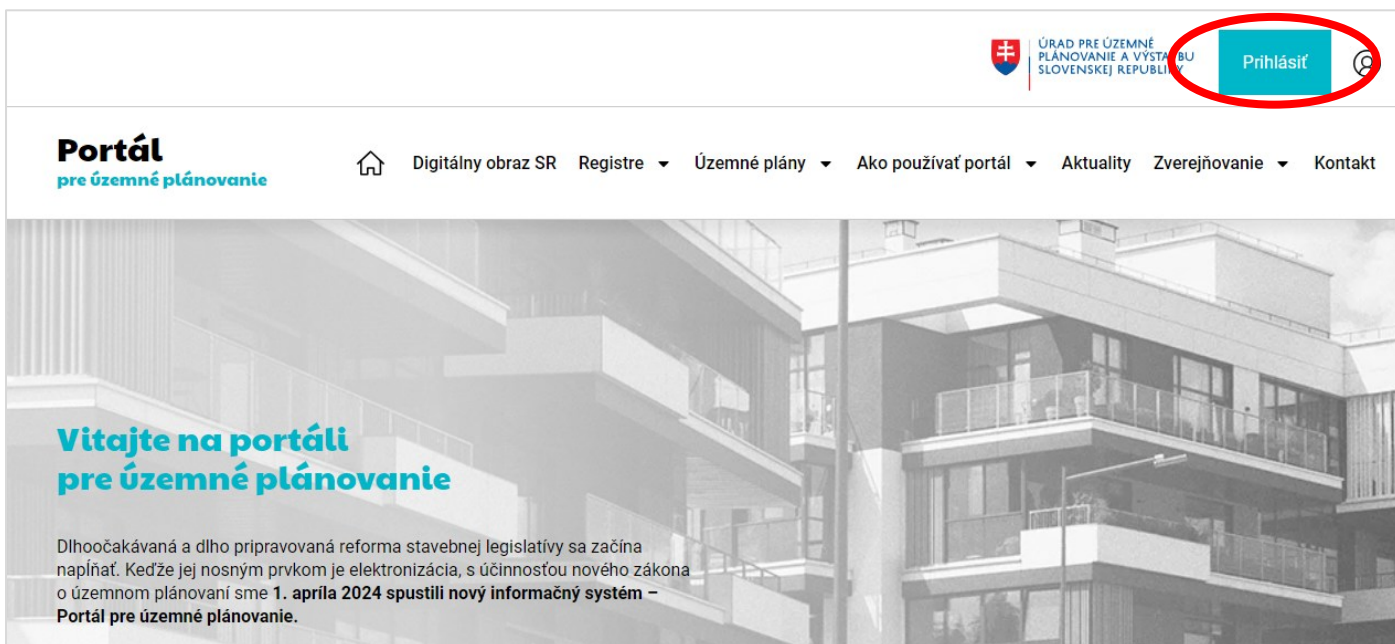 ÚRAD PRE ÚZEMNÉ
PLÁNOVANIE A VÝSTAVBU
SLOVENSKEJ REPUBLIKY
Prihlásiť
Portál
pre územné plánovanie
Digitálny obraz SR Registre Územné plány Ako používať portál Aktuality Zverejňovanie Kontakt
Vitajte na portáli
pre územné plánovanie
Dlhoočakávaná a dlho pripravovaná reforma stavebnej legislatívy sa začína
napĺňať. Keďže jej nosným prvkom je elektronizácia, s účinnosťou nového zákona
o územnom plánovaní sme 1. apríla 2024 spustili nový informačný systém –
Portál pre územné plánovanie.